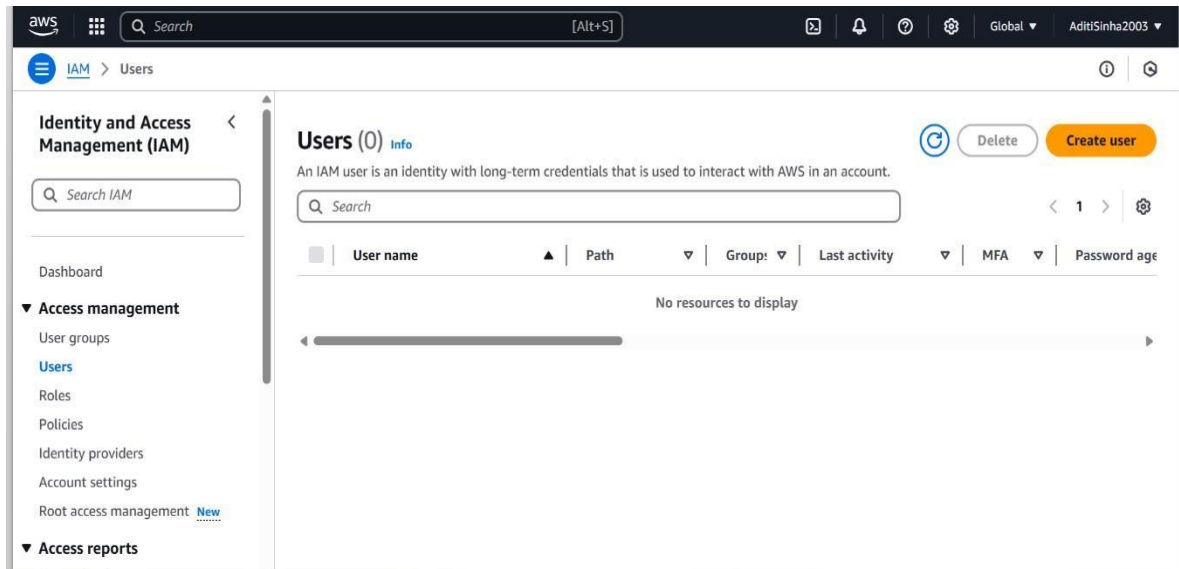 aws Search [Alt+S] Global AditiSinha2003
IAM > Users
Identity and Access
Management (IAM)
Search IAM
Dashboard
Access management
User groups
Users
Roles
Policies
Identity providers
Account settings
Root access management New
Access reports
Users (0) Info Delete Create user
An IAM user is an identity with long-term credentials that is used to interact with AWS in an account.
Search
1
User name Path Group: Last activity MFA Password age
No resources to display